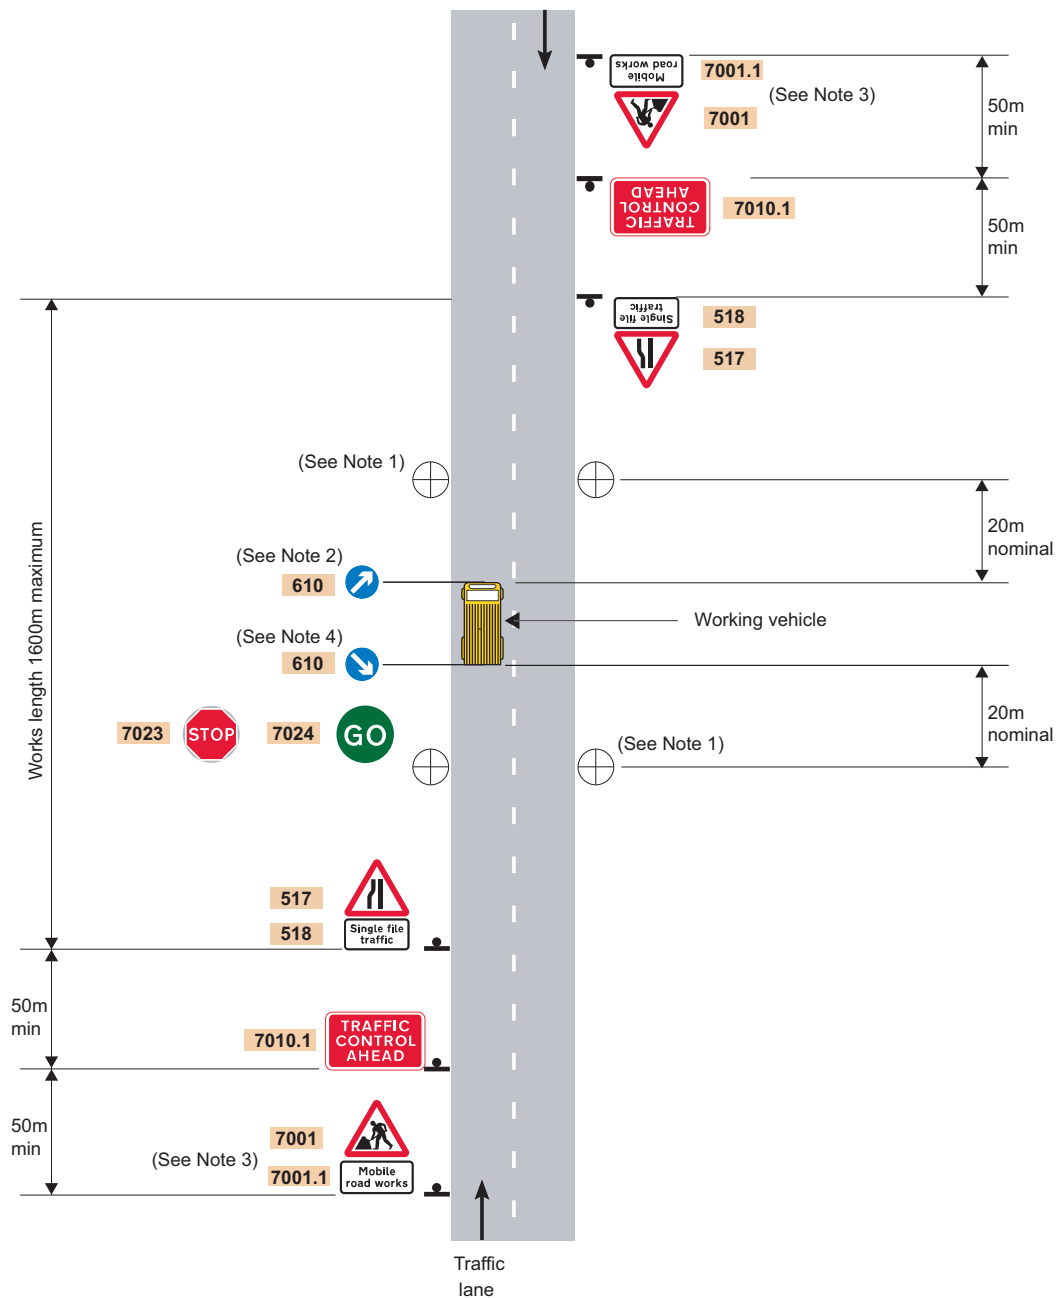 Mobile
road works
7001.1
(See Note 3)
7001
50m
min
TRAFFIC
CONTROL
AHEAD
7010.1
50m
min
Single file
traffic
518
517
(See Note 1)
20m
nominal
(See Note 2)
610
Working vehicle
(See Note 4)
610
Works length 1600m maximum
7023
STOP
7024
GO
(See Note 1)
20m
nominal
517
518
Single file
traffic
50m
min
7010.1
TRAFFIC
CONTROL
AHEAD
50m
min
7001
(See Note 3)
7001.1
Mobile
road works
Traffic
lane